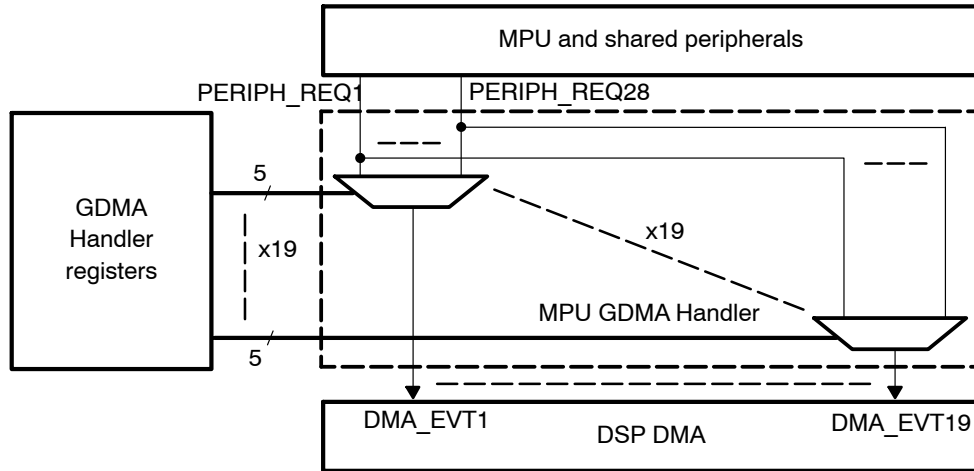 MPU and shared peripherals
PERIPH_REQ1
PERIPH_REQ28
5
GDMA
Handler
registers
x19
x19
MPU GDMA Handler
5
DMA_EVT1
DMA_EVT19
DSP DMA